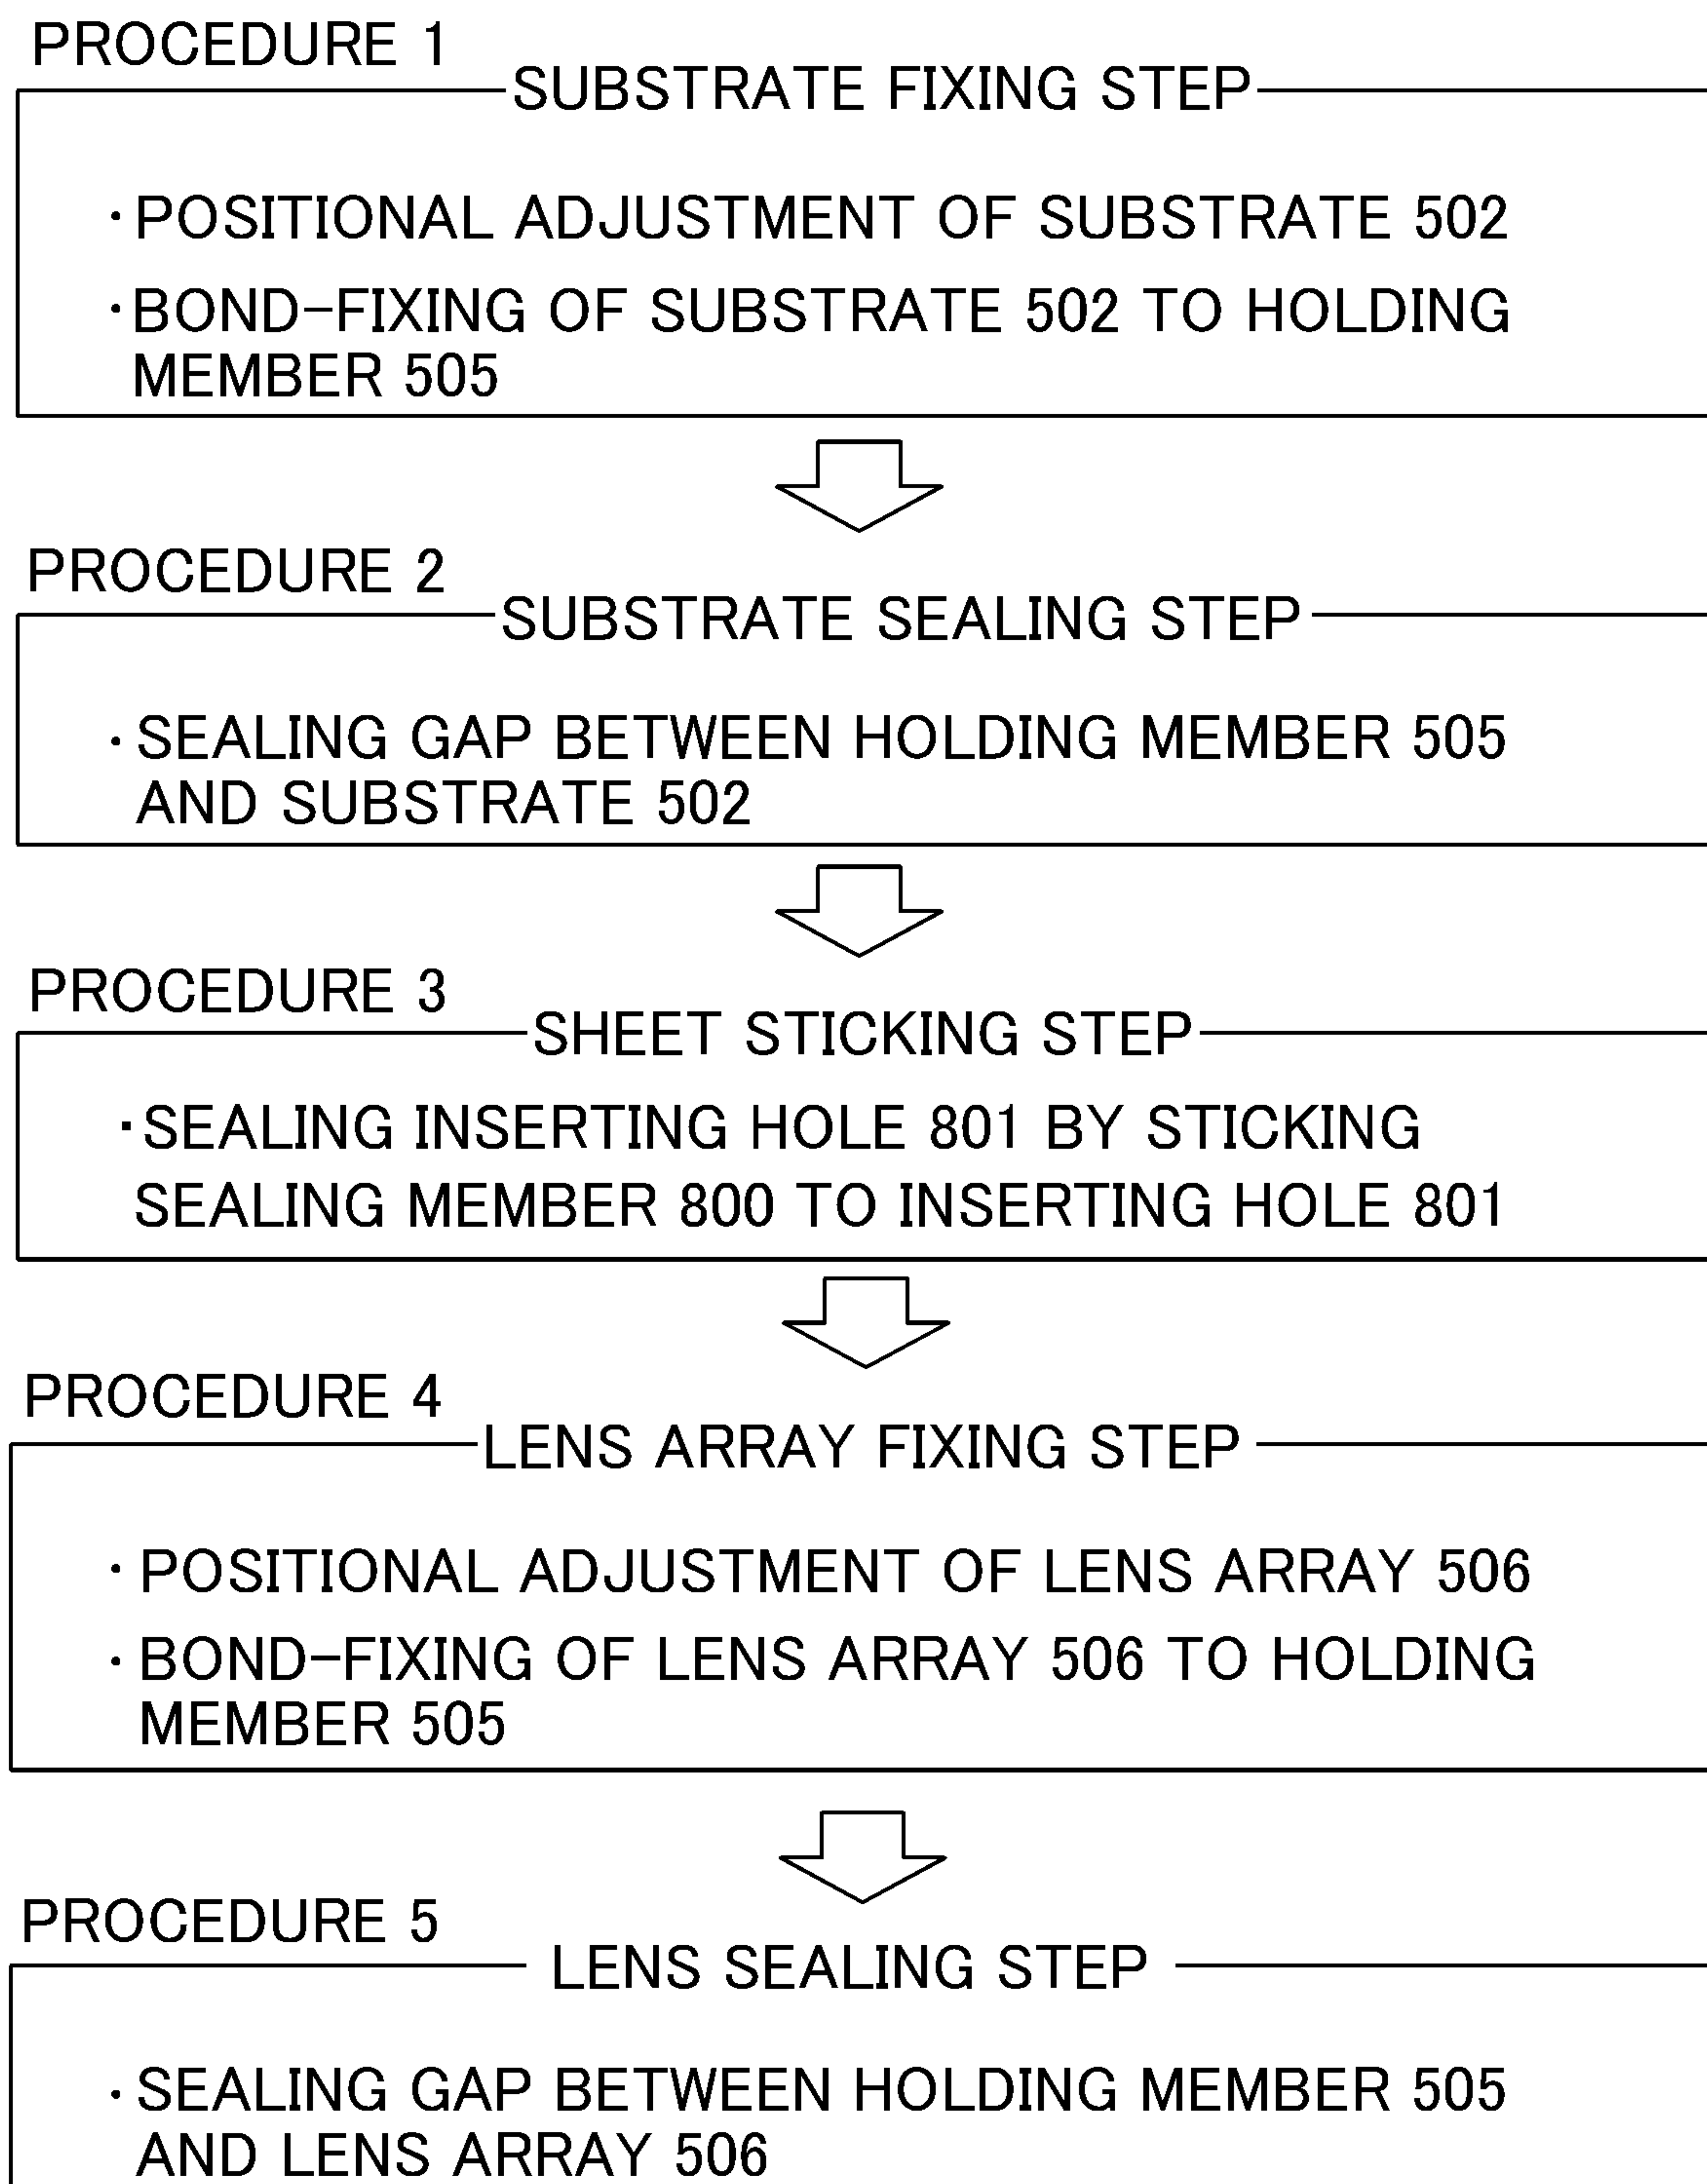 PROCEDURE 1
SUBSTRATE FIXING STEP
・POSITIONAL ADJUSTMENT OF SUBSTRATE 502
・BOND-FIXING OF SUBSTRATE 502 TO HOLDING
MEMBER 505
PROCEDURE 2
SUBSTRATE SEALING STEP
・SEALING GAP BETWEEN HOLDING MEMBER 505
AND SUBSTRATE 502
PROCEDURE 3
SHEET STICKING STEP
・SEALING INSERTING HOLE 801 BY STICKING
SEALING MEMBER 800 TO INSERTING HOLE 801
PROCEDURE 4
LENS ARRAY FIXING STEP
・POSITIONAL ADJUSTMENT OF LENS ARRAY 506
・BOND-FIXING OF LENS ARRAY 506 TO HOLDING
MEMBER 505
PROCEDURE 5
LENS SEALING STEP
・SEALING GAP BETWEEN HOLDING MEMBER 505
AND LENS ARRAY 506